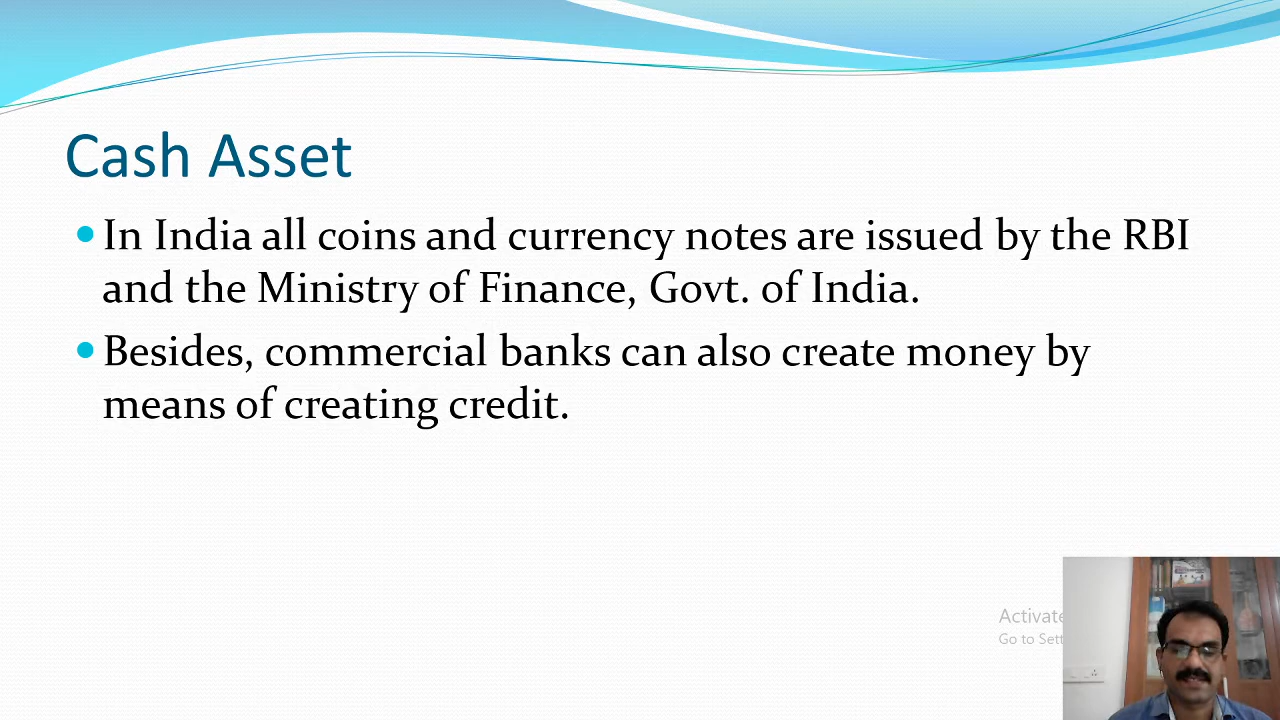 Cash Asset
In India all coins and currency notes are issued by the RBI
and the Ministry of Finance, Govt. of India.
Besides, commercial banks can also create money by
means of creating credit.
Activate
Go to Sett